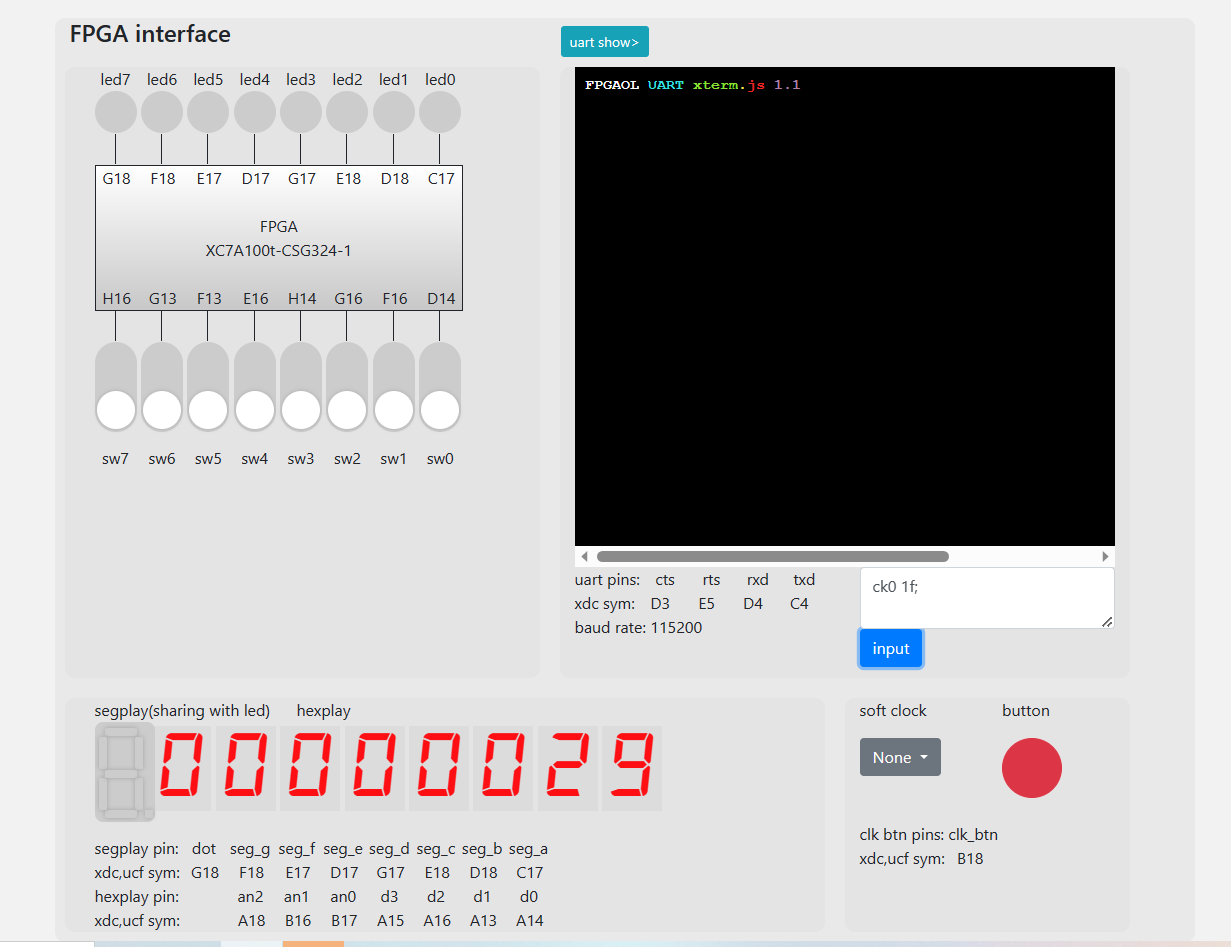 FPGA interface
uart show>
led7 led6 led5 led4 led3 led2 led1 led0
G18 F18 E17 D17 G17 E18 D18 C17
FPGA
XC7A100t-CSG324-1
H16 G13 F13 E16 H14 G16 F16 D14
sw7 sw6 sw5 sw4 sw3 sw2 sw1 sw0
FPGAOL UART xterm.js 1.1
uart pins: cts rts rxd txd
xdc sym: D3 E5 D4 C4
baud rate: 115200
ck0 1f;
input
segplay(sharing with led) hexplay
00000029
segplay pin: dot seg_g seg_f seg_e seg_d seg_c seg_b seg_a
xdc,ucf sym: G18 F18 E17 D17 G17 E18 D18 C17
hexplay pin: an2 an1 an0 d3 d2 d1 d0
xdc,ucf sym: A18 B16 B17 A15 A16 A13 A14
soft clock button
None
clk btn pins: clk_btn
xdc,ucf sym: B18